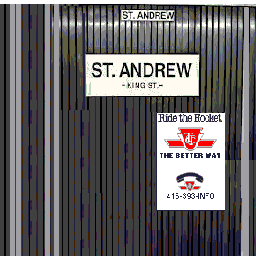 ST. ANDREW
ST. ANDREW
- KING ST. -
Ride the Rocket
THE BETTER WAY
416-393-INFO